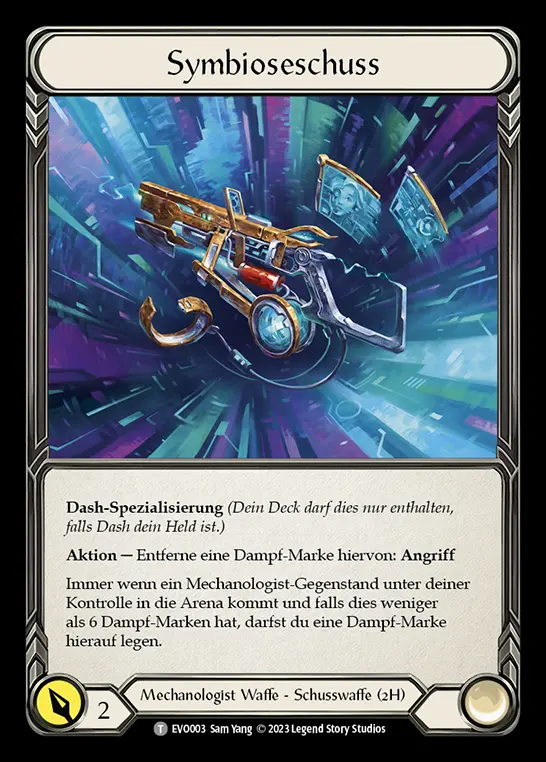 Symbioseschuss
Dash-Spezialisierung (Dein Deck darf dies nur enthalten,
falls Dash dein Held ist.)
Aktion — Entferne eine Dampf-Marke hiervon: Angriff
Immer wenn ein Mechanologist-Gegenstand unter deiner
Kontrolle in die Arena kommt und falls dies weniger
als 6 Dampf-Marken hat, darfst du eine Dampf-Marke
hierauf legen.
2
Mechanologist Waffe - Schusswaffe (2H)
T EVO003 Sam Yang © 2023 Legend Story Studios